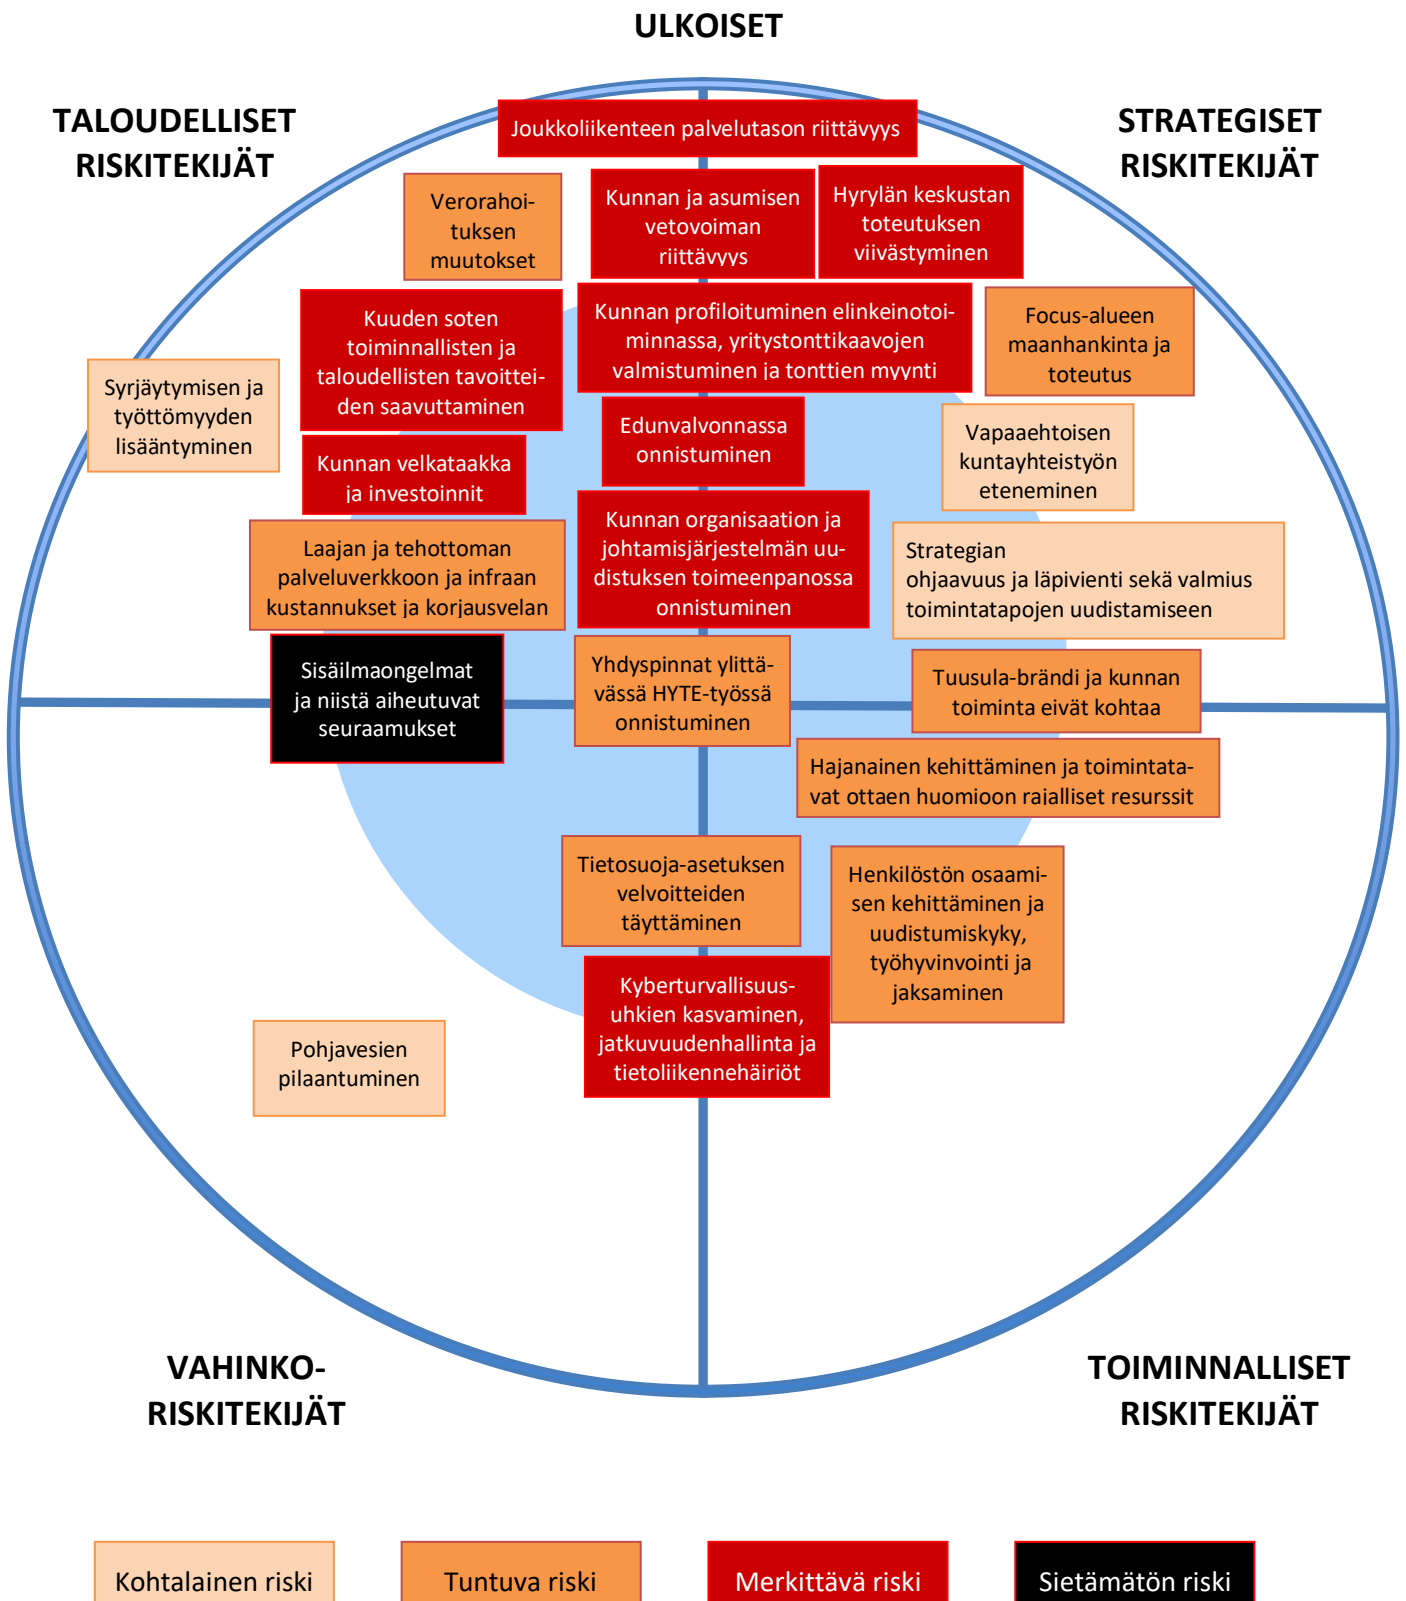 ULKOISET
TALOUDELLISET
RISKITEKIJÄT
STRATEGISET
RISKITEKIJÄT
Joukkoliikenteen palvelutason riittävyys
Verorahoi-
tuksen
muutokset
Kunnan ja asumisen
vetovoiman
riittävyys
Hyrylän keskustan
toteutuksen
viivästyminen
Kuuden soten
toiminnallisten ja
taloudellisten tavoittei-
den saavuttaminen
Kunnan profiloituminen elinkeinotoi-
minnassa, yritystonttikaavojen
valmistuminen ja tonttien myynti
Focus-alueen
maanhankinta ja
toteutus
Syrjäytymisen ja
työttömyyden
lisääntyminen
Edunvalvonnassa
onnistuminen
Vapaaehtoisen
kuntayhteistyön
eteneminen
Kunnan velkataakka
ja investoinnit
Kunnan organisaation ja
johtamisjärjestelmän uu-
distuksen toimeenpanossa
onnistuminen
Laajan ja tehottoman
palveluverkkoon ja infraan
kustannukset ja korjausvelan
Strategian
ohjaavuus ja läpivienti sekä valmius
toimintatapojen uudistamiseen
Sisäilmaongelmat
ja niistä aiheutuvat
seuraamukset
Yhdyspinnat ylittä-
vässä HYTE-työssä
onnistuminen
Tuusula-brändi ja kunnan
toiminta eivät kohtaa
Hajanainen kehittäminen ja toimintata-
vat ottaen huomioon rajalliset resurssit
Tietosuoja-asetuksen
velvoitteiden
täyttäminen
Henkilöstön osaami-
sen kehittäminen ja
uudistumiskyky,
työhyvinvointi ja
jaksaminen
Kyberturvallisuus-
uhkien kasvaminen,
jatkuvuudenhallinta ja
tietoliikennehäiriöt
Pohjavesien
pilaantuminen
VAHINKO-
RISKITEKIJÄT
TOIMINNALLISET
RISKITEKIJÄT
Kohtalainen riski
Tuntuva riski
Merkittävä riski
Sietämätön riski